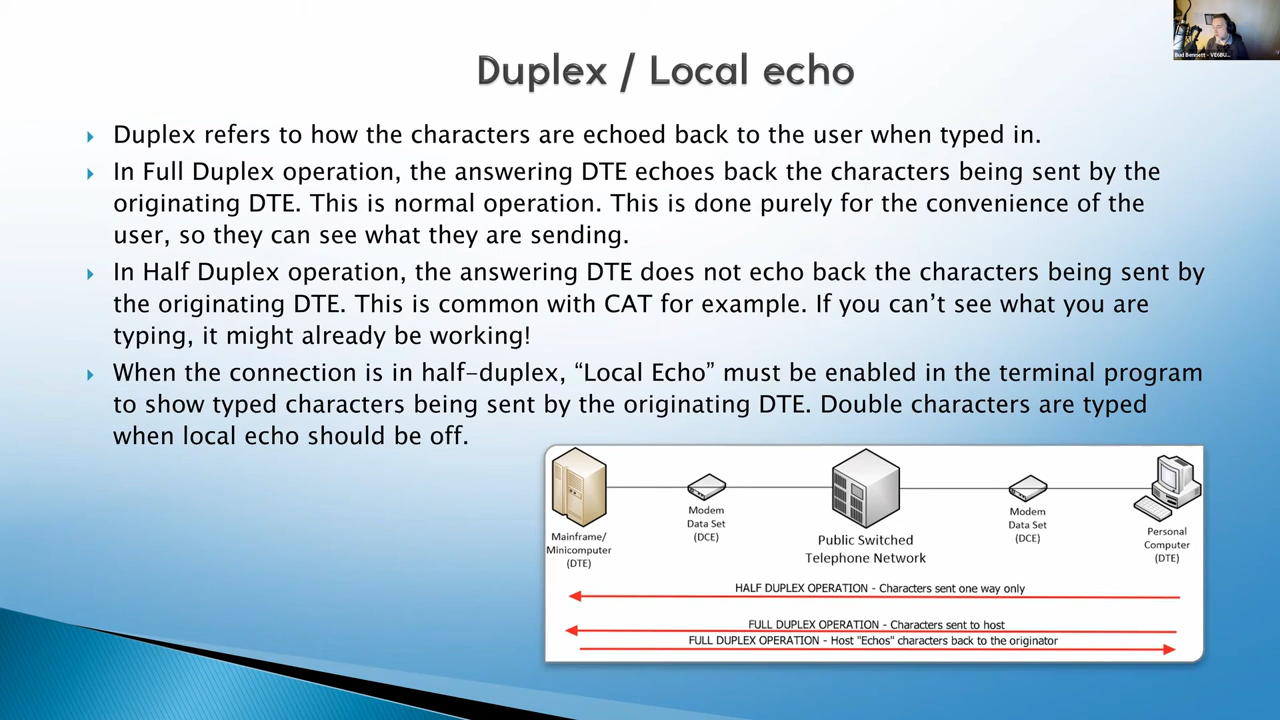 Bud Bennett - VE6BU...
Duplex / Local echo
Duplex refers to how the characters are echoed back to the user when typed in.
In Full Duplex operation, the answering DTE echoes back the characters being sent by the
originating DTE. This is normal operation. This is done purely for the convenience of the
user, so they can see what they are sending.
In Half Duplex operation, the answering DTE does not echo back the characters being sent by
the originating DTE. This is common with CAT for example. If you can’t see what you are
typing, it might already be working!
When the connection is in half-duplex, “Local Echo” must be enabled in the terminal program
to show typed characters being sent by the originating DTE. Double characters are typed
when local echo should be off.
Mainframe/
Minicomputer
(DTE)
Modem
Data Set
(DCE)
Public Switched
Telephone Network
Modem
Data Set
(DCE)
Personal
Computer
(DTE)
HALF DUPLEX OPERATION - Characters sent one way only
FULL DUPLEX OPERATION - Characters sent to host
FULL DUPLEX OPERATION - Host "Echos" characters back to the originator